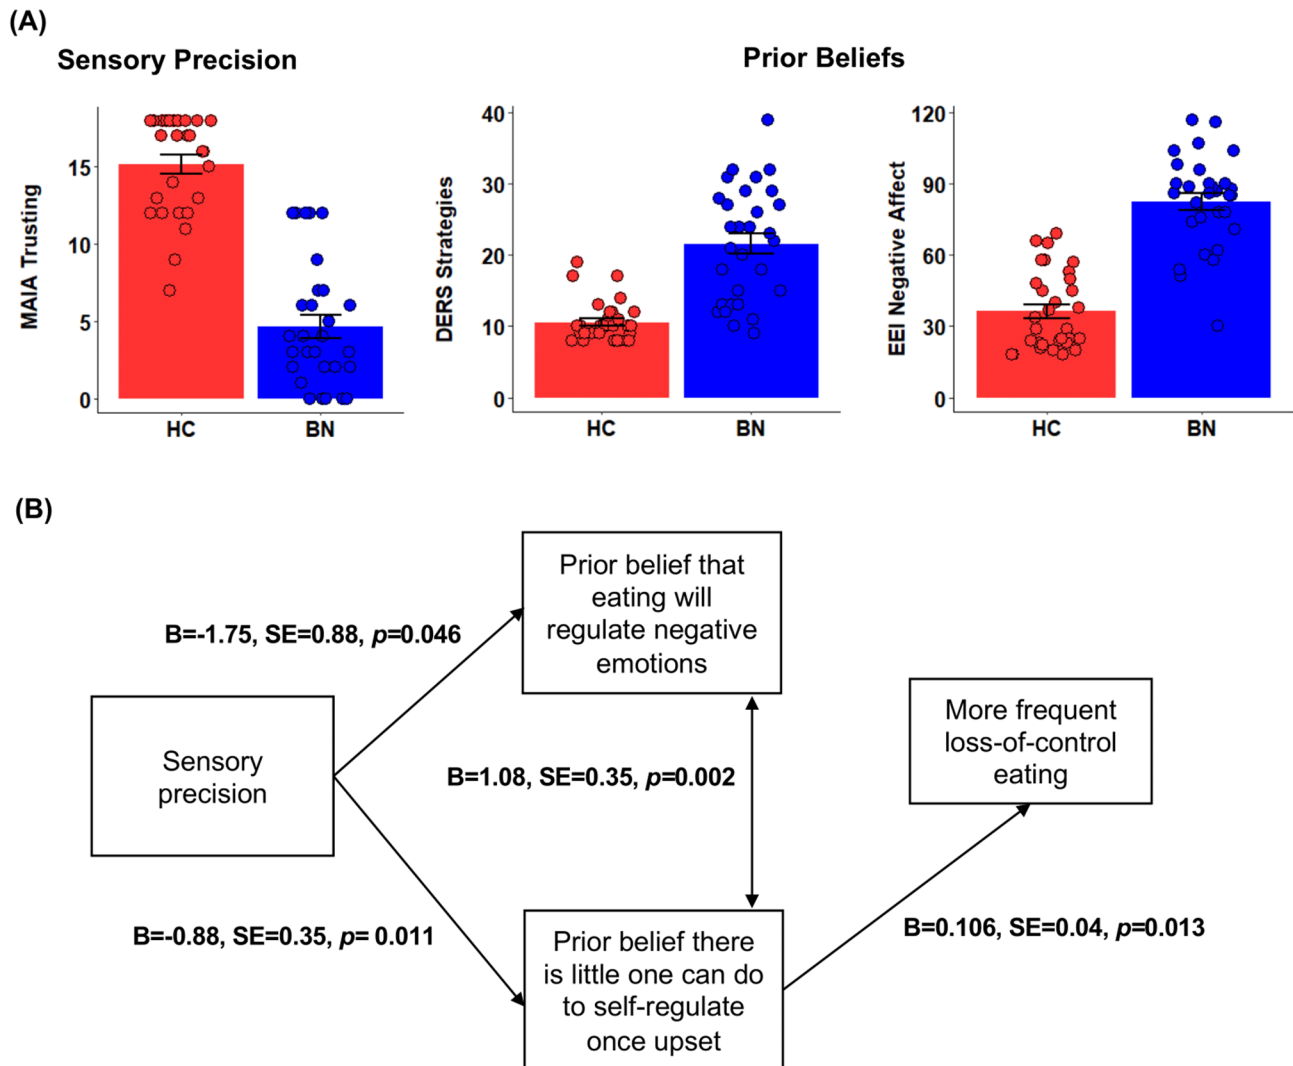 (A)
Sensory Precision
Prior Beliefs
MAIA Trusting
15
10
5
0
HC
BN
DERS Strategies
40
30
20
10
0
HC
BN
EEI Negative Affect
120
90
60
30
0
HC
BN
(B)
Prior belief that
eating will
regulate negative
emotions
B=-1.75, SE=0.88, p=0.046
Sensory
precision
B=1.08, SE=0.35, p=0.002
More frequent
loss-of-control
eating
B=-0.88, SE=0.35, p= 0.011
Prior belief there
is little one can do
to self-regulate
once upset
B=0.106, SE=0.04, p=0.013